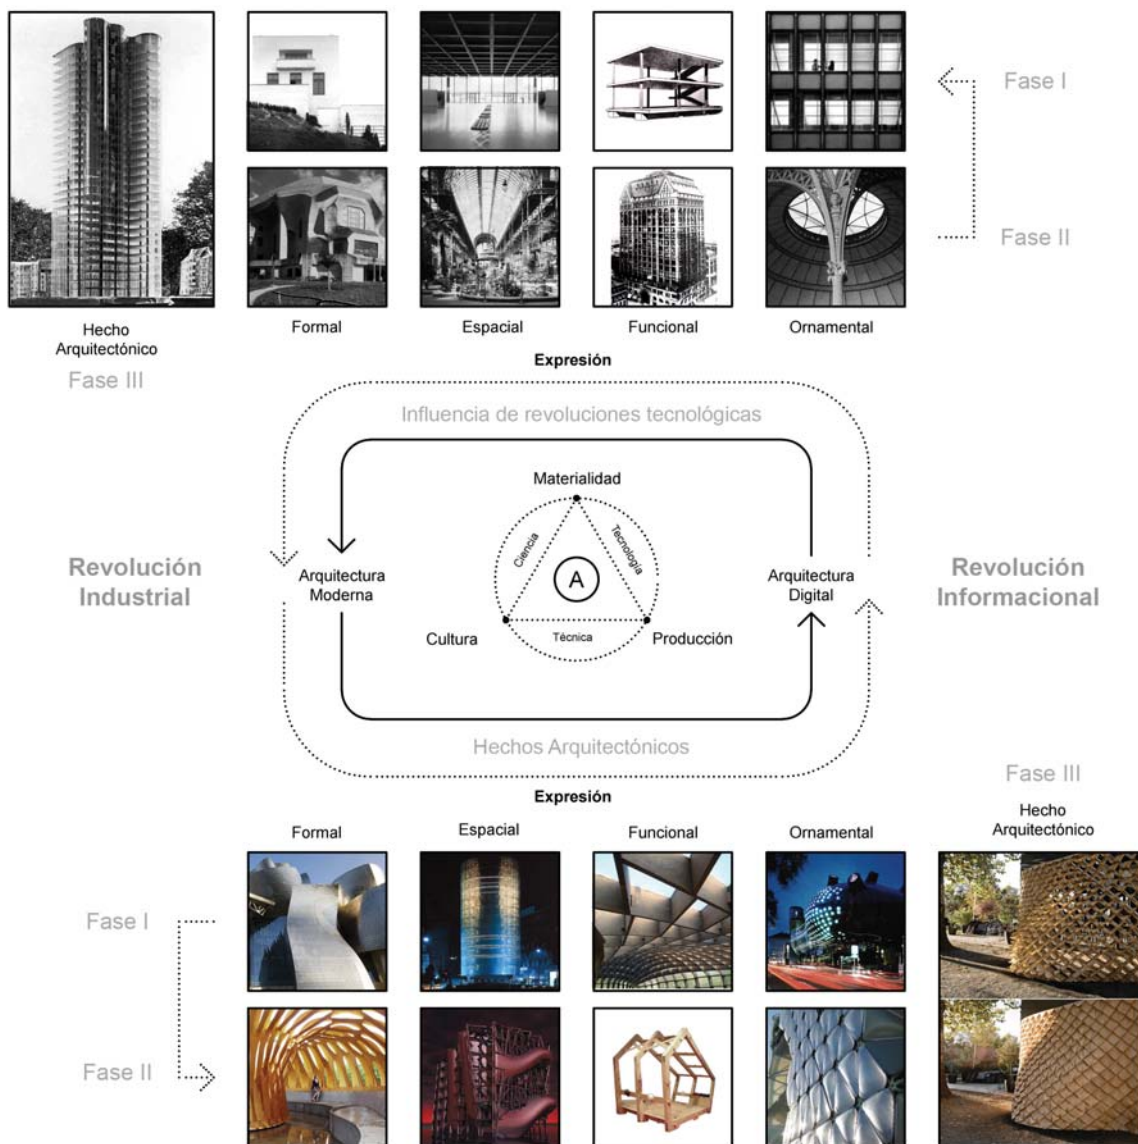 Fase I
Fase II
Hecho
Arquitectónico
Fase III
Formal
Espacial
Funcional
Ornamental
Expresión
Influencia de revoluciones tecnológicas
Materialidad
Ciencia
Tecnología
A
Revolución
Industrial
Arquitectura
Moderna
Arquitectura
Digital
Revolución
Informacional
Cultura
Técnica
Producción
Hechos Arquitectónicos
Expresión
Fase III
Hecho
Arquitectónico
Formal
Espacial
Funcional
Ornamental
Fase I
Fase II